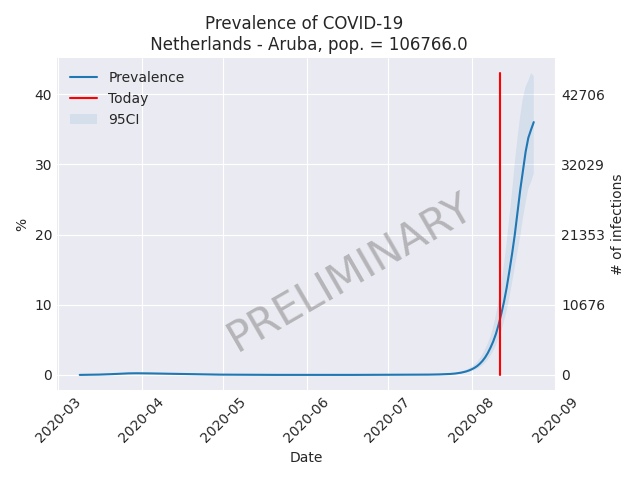 Prevalence of COVID-19
Netherlands - Aruba, pop. = 106766.0
Prevalence
Today
95CI
40
30
20
10
0
42706
32029
21353
10676
0
%
# of infections
PRELIMINARY
2020-03
2020-04
2020-05
2020-06
2020-07
2020-08
2020-09
Date